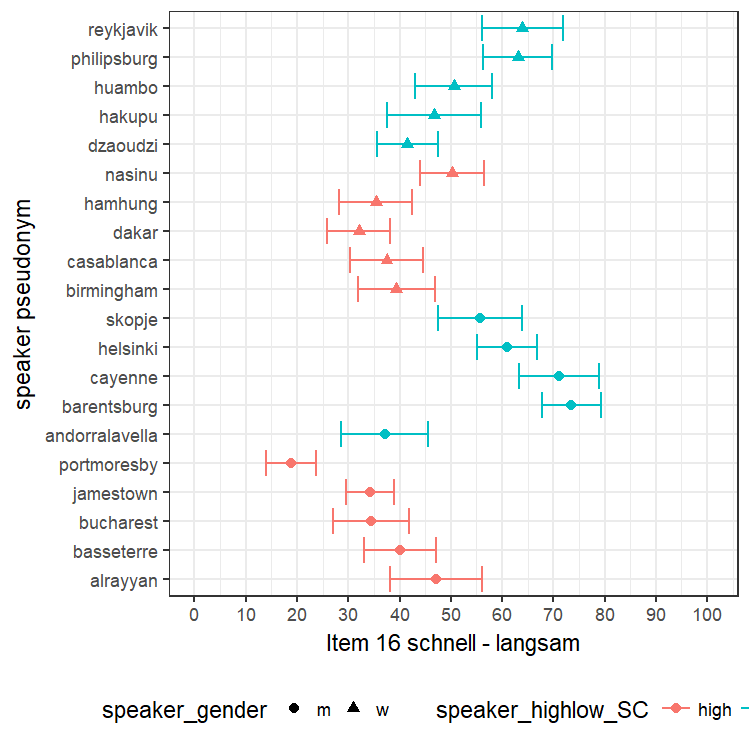 reykjavik
philipsburg
huambo
hakupu
dzaoudzi
nasinu
hamhung
dakar
casablanca
birmingham
skopje
helsinki
cayenne
barentsburg
andorralavella
portmoresby
jamestown
bucharest
basseterre
alrayyan
speaker pseudonym
0 10 20 30 40 50 60 70 80 90 100
Item 16 schnell - langsam
speaker_gender m w speaker_highlow_SC high